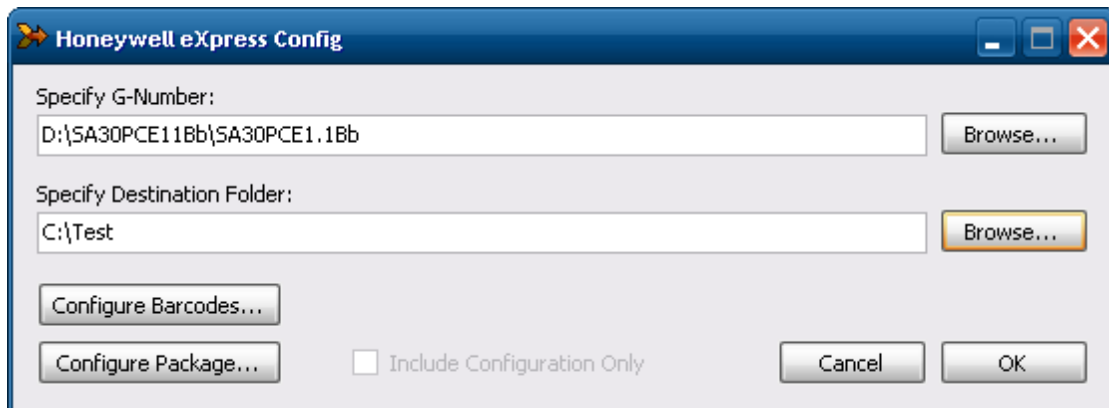 Honeywell eXpress Config
Specify G-Number:
D:\SA30PCE11Bb\SA30PCE1.1Bb
Browse...
Specify Destination Folder:
C:\Test
Browse...
Configure Barcodes...
Configure Package...
Include Configuration Only
Cancel
OK